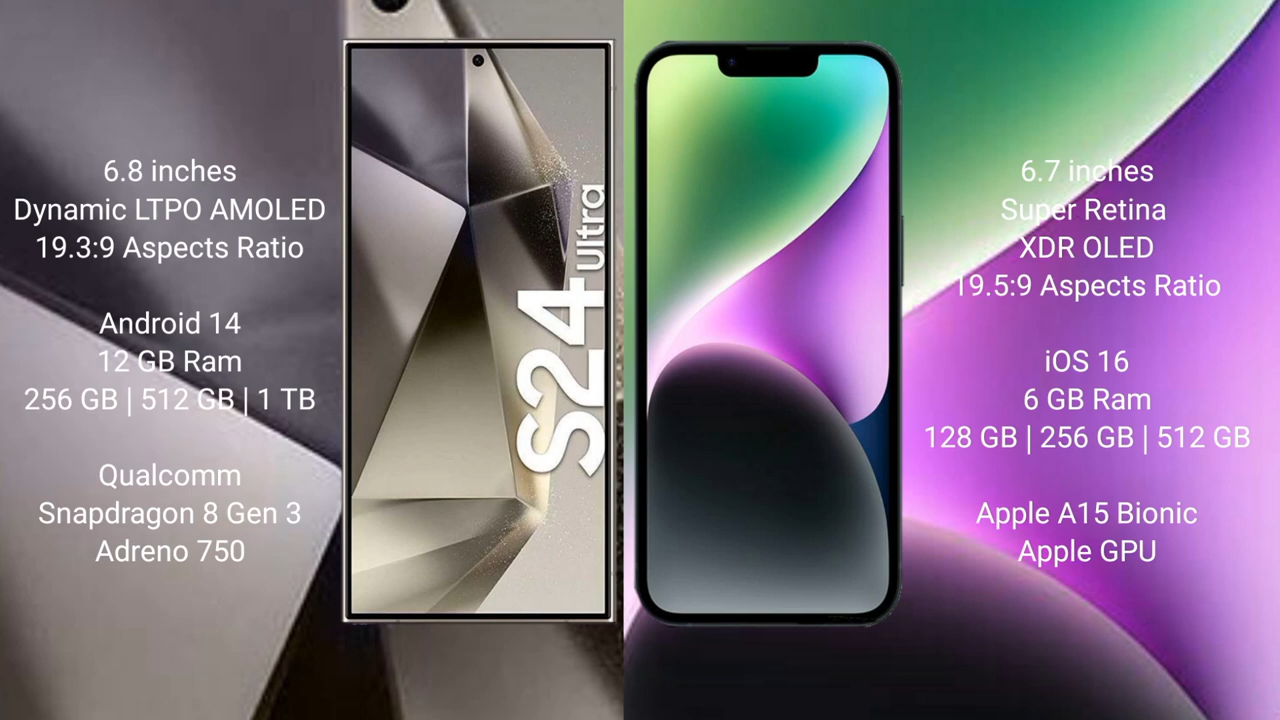 6.8 inches
Dynamic LTPO AMOLED
19.3:9 Aspects Ratio
Android 14
12 GB Ram
256 GB | 512 GB | 1 TB
Qualcomm
Snapdragon 8 Gen 3
Adreno 750
S24 ultra
6.7 inches
Super Retina
XDR OLED
19.5:9 Aspects Ratio
iOS 16
6 GB Ram
128 GB | 256 GB | 512 GB
Apple A15 Bionic
Apple GPU